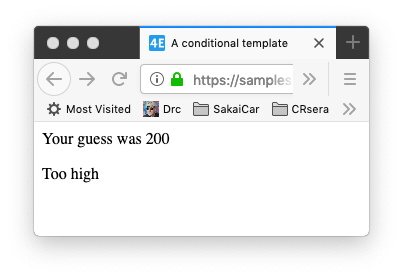 4E A conditional template
https://samples
Most Visited Drc SakaiCar CRsera
Your guess was 200
Too high